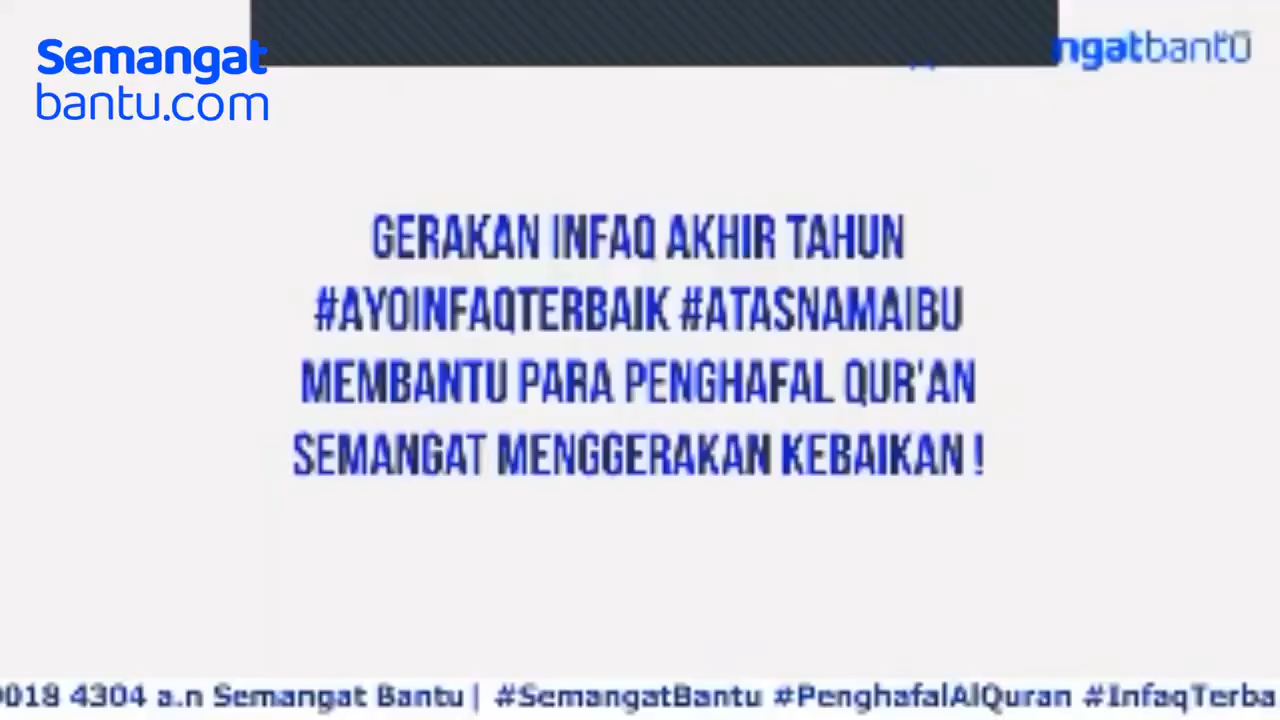 Semangat
bantu.com
ngatbantu
GERAKAN INFAQ AKHIR TAHUN
#AYOINFAQTERBAIK #ATASNAMAIBU
MEMBANTU PARA PENGHAFAL QUR'AN
SEMANGAT MENGGERAKAN KEBAIKAN !
0018 4304 a.n Semangat Bantu | #SemangatBantu #PenghafalAlQuran #InfaqTerba